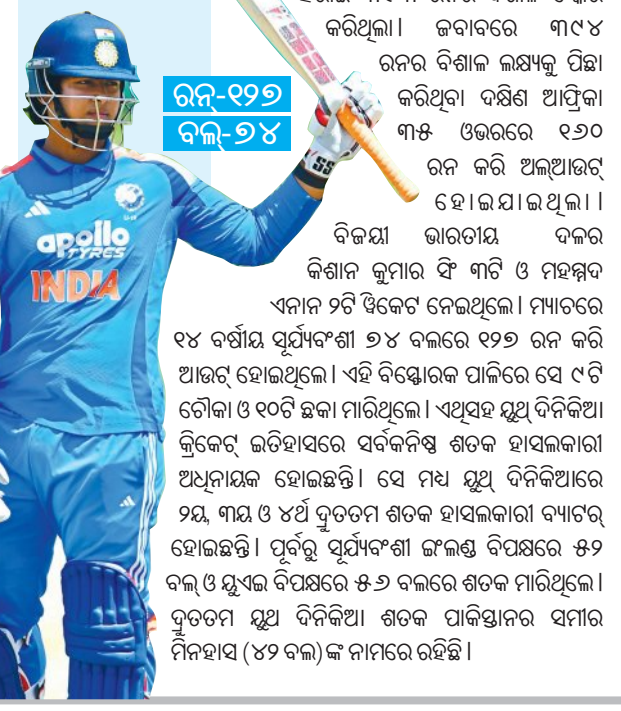 କରିଥିଲା। ଜବାବରେ ୩୯୪
ରନର ବିଶାଳ ଲକ୍ଷ୍ୟକୁ ପିଛା
କରିଥିବା ଦକ୍ଷିଣ ଆଫ୍ରିକା
୩୫ ଓଭରରେ ୧୬୦
ରନ କରି ଅଲ୍‌ଆଉଟ୍
ହୋଇଯାଇଥିଲା।
ବିଜୟୀ ଭାରତୀୟ ଦଳର
କିଶାନ କୁମାର ସିଂ ୩ଟି ଓ ମହମ୍ମଦ
ଏନାନ ୨ଟି ୱିକେଟ ନେଇଥିଲେ। ମ୍ୟାଚରେ
୧୪ ବର୍ଷୀୟ ସୂର୍ଯ୍ୟବଂଶୀ ୭୪ ବଲରେ ୧୨୭ ରନ କରି
ଆଉଟ୍ ହୋଇଥିଲେ। ଏହି ବିସ୍ଫୋରକ ପାଳିରେ ସେ ୯ଟି
ଚୌକା ଓ ୧୦ଟି ଛକା ମାରିଥିଲେ। ଏଥିସହ ୟୁଥ୍ ଦିନିକିଆ
କ୍ରିକେଟ୍ ଇତିହାସରେ ସର୍ବକନିଷ୍ଠ ଶତକ ହାସଲକାରୀ
ଅଧିନାୟକ ହୋଇଛନ୍ତି। ସେ ମଧ୍ୟ ୟୁଥ୍ ଦିନିକିଆରେ
୨ୟ, ୩ୟ ଓ ୪ର୍ଥ ଦ୍ରୁତତମ ଶତକ ହାସଲକାରୀ ବ୍ୟାଟର୍
ହୋଇଛନ୍ତି। ପୂର୍ବରୁ ସୂର୍ଯ୍ୟବଂଶୀ ଇଂଲଣ୍ଡ ବିପକ୍ଷରେ ୫୨
ବଲ୍ ଓ ୟୁଏଇ ବିପକ୍ଷରେ ୫୬ ବଲରେ ଶତକ ମାରିଥିଲେ।
ଦ୍ରୁତତମ ୟୁଥ ଦିନିକିଆ ଶତକ ପାକିସ୍ତାନର ସମୀର
ମିନହାସ (୪୨ ବଲ)ଙ୍କ ନାମରେ ରହିଛି।
ରନ୍-୧୨୭
ବଲ୍-୭୪
SS
apollo
TYRES
INDIA